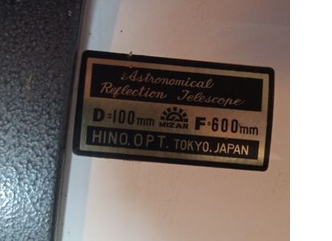 Astronomical
Reflection Telescope
D=100mm MIZAR F=600mm
HINO.OPT. TOKYO.JAPAN